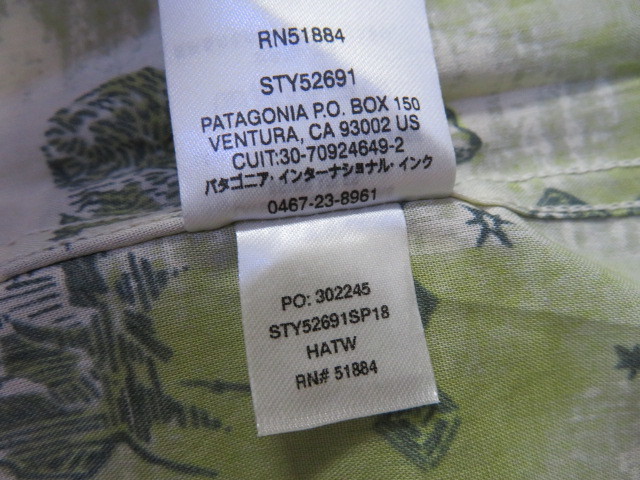 RN51884
STY52691
PATAGONIA P.O. BOX 150
VENTURA, CA 93002 US
CUIT:30-70924649-2
パタゴニア・インターナショナル・インク
0467-23-8961
PO: 302245
STY52691SP18
HATW
RN# 51884